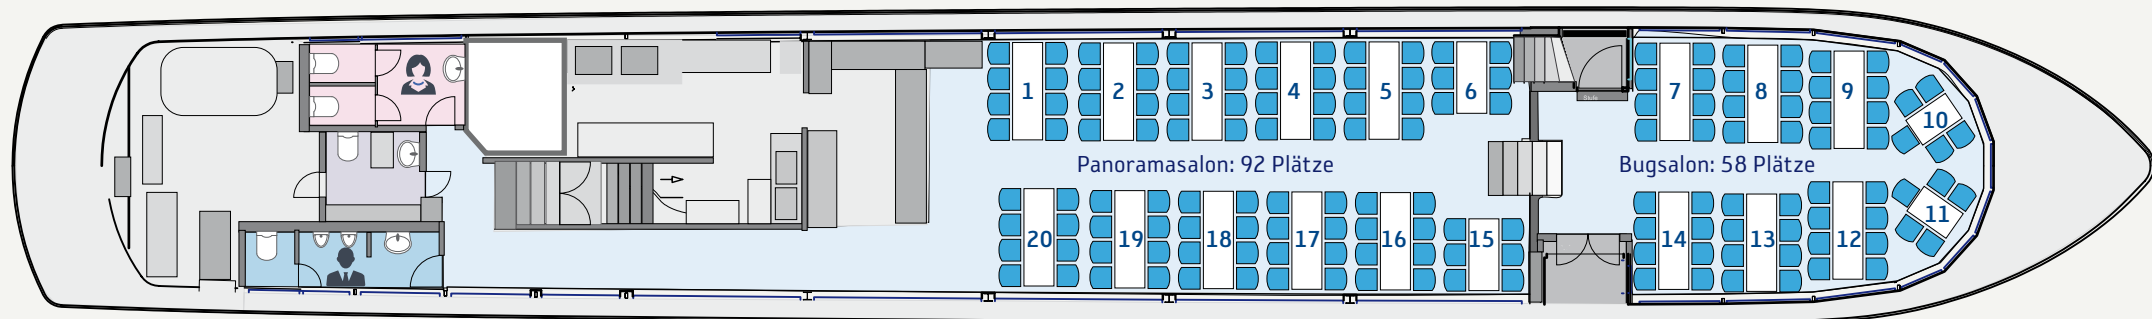 1 2 3 4 5 6 7 8 9 10
Stufe
Panoramasalon: 92 Plätze
Bugsalon: 58 Plätze
20 19 18 17 16 15 14 13 12 11